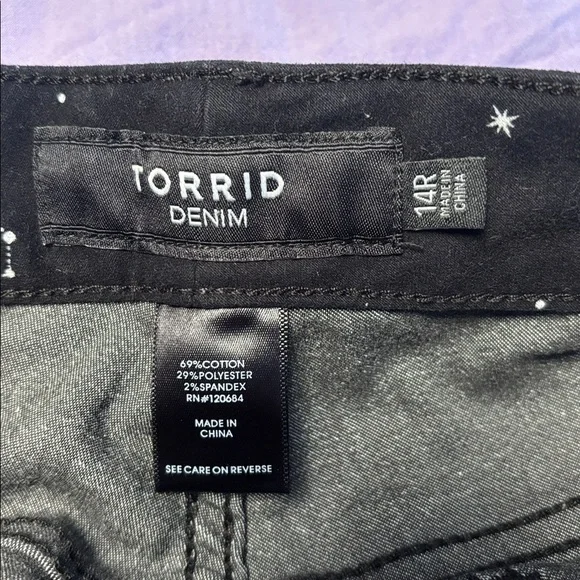 TORRID
DENIM
14R
MADE IN
CHINA
69%COTTON
29%POLYESTER
2%SPANDEX
RN#120684
MADE IN
CHINA
SEE CARE ON REVERSE